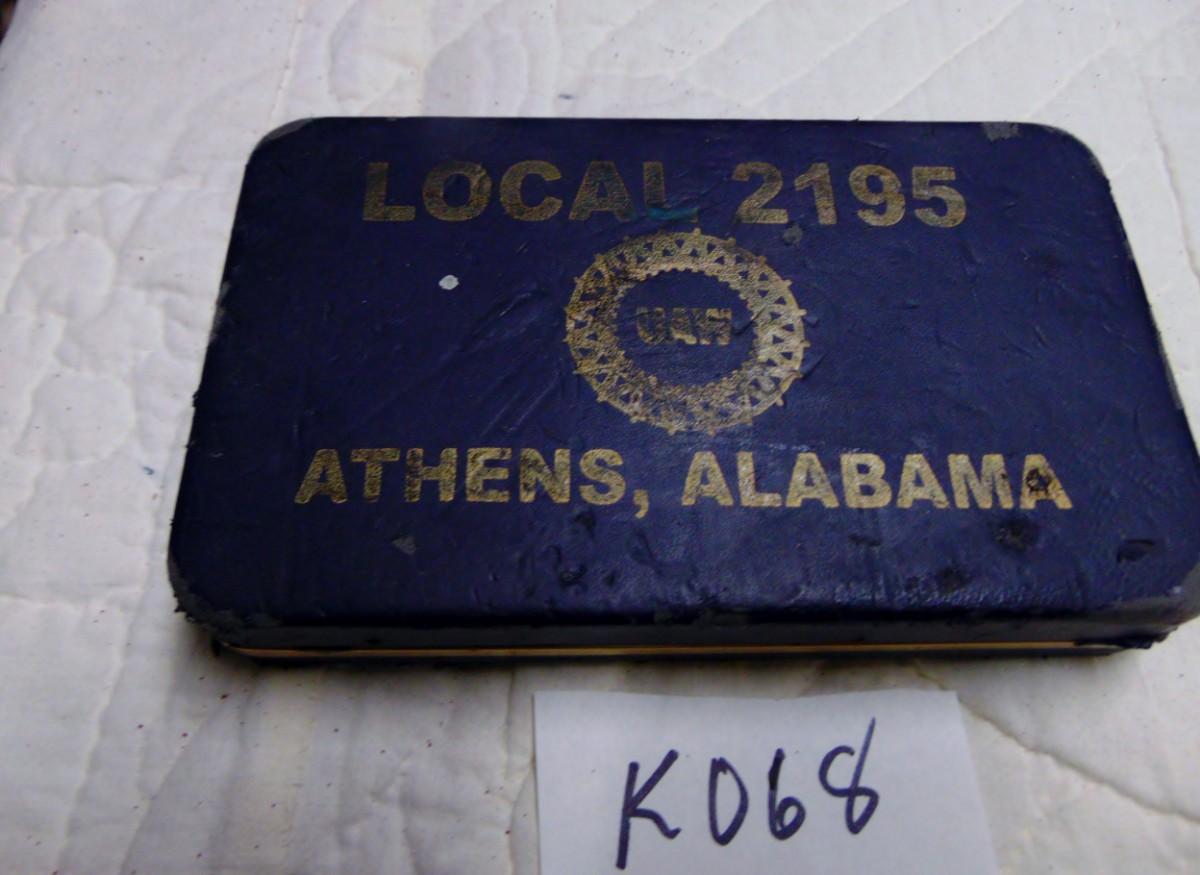 LOCAL 2195
UAW
ATHENS, ALABAMA
K068